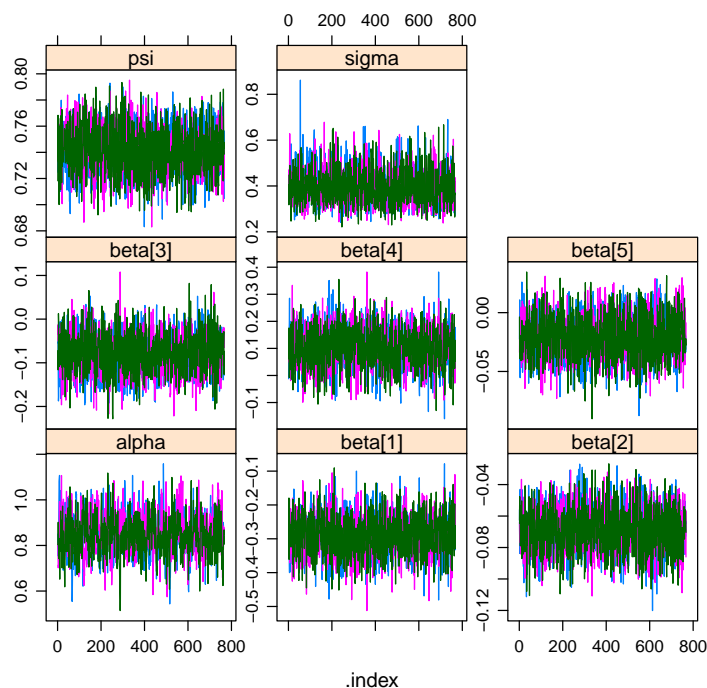 0 200 400 600 800
psi
sigma
0.68 0.72 0.76 0.80
0.2 0.4 0.6 0.8
beta[3]
beta[4]
beta[5]
−0.2 −0.1 0.0 0.1
−0.1 0.1 0.2 0.3 0.4
−0.05 0.00
alpha
beta[1]
beta[2]
0.6 0.8 1.0
−0.5 −0.4 −0.3 −0.2 −0.1
−0.12 −0.08 −0.04
0 200 400 600 800
0 200 400 600 800
.index